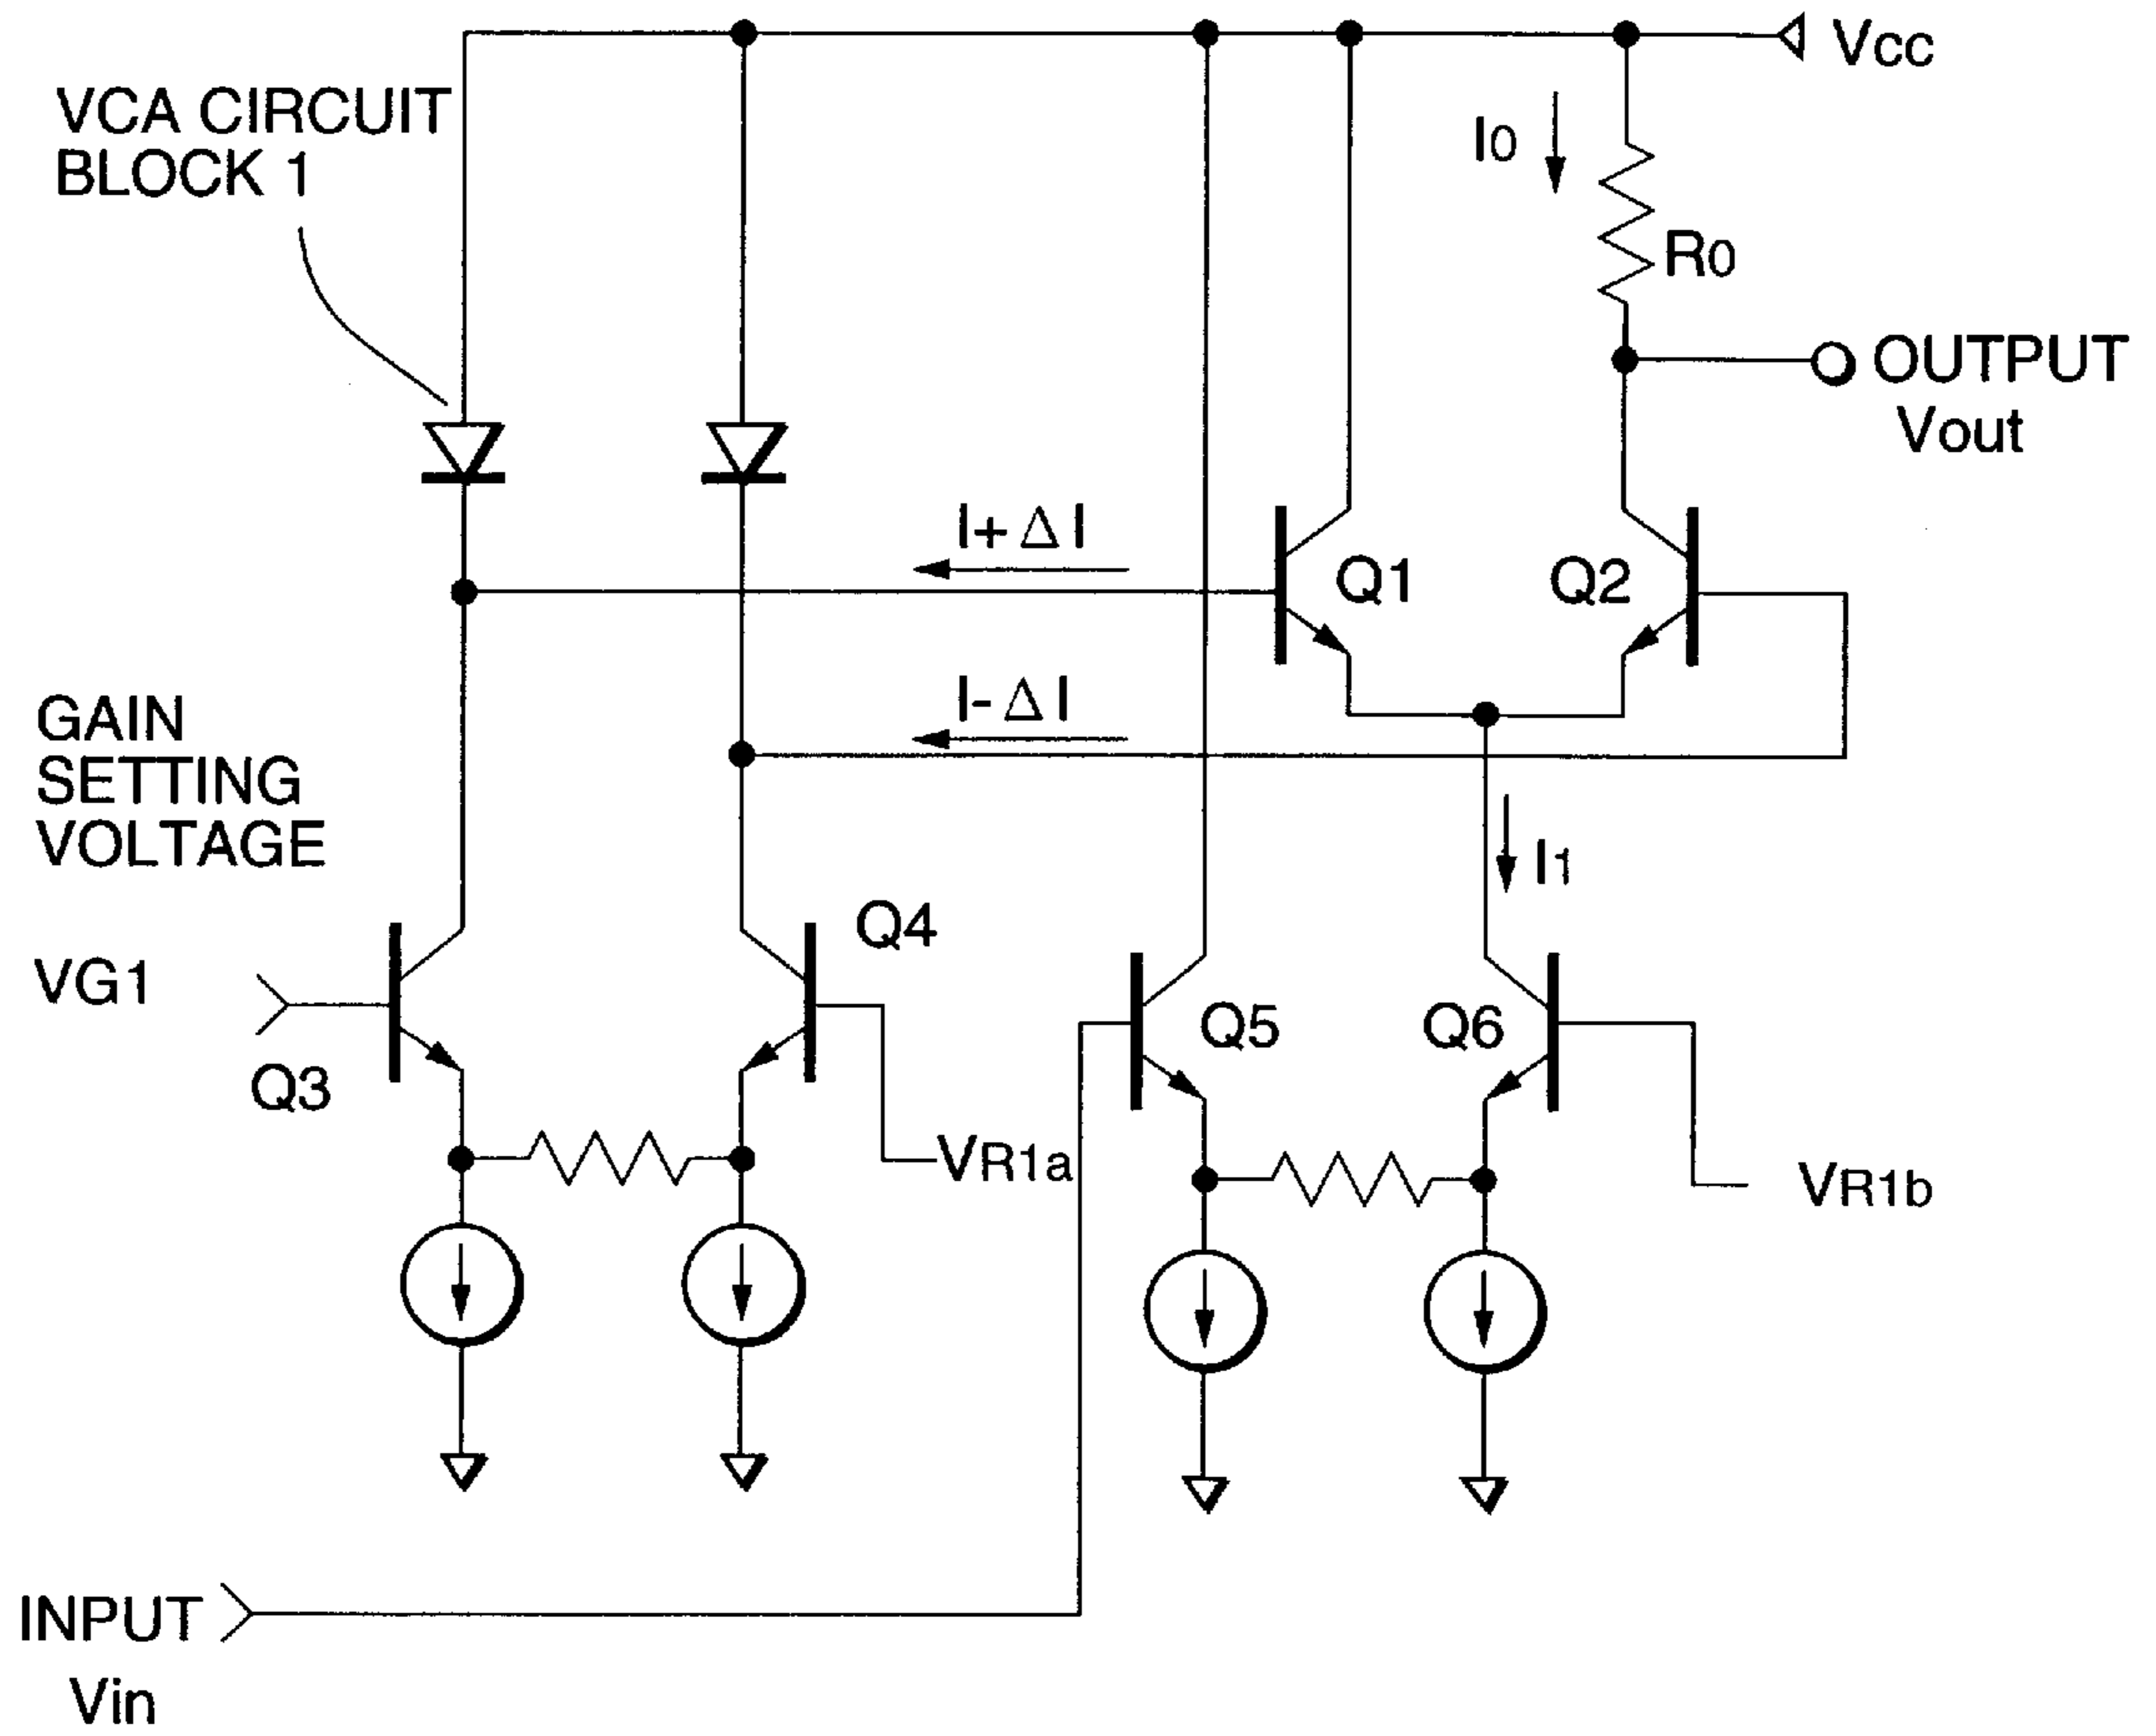 Vcc
VCA CIRCUIT
BLOCK 1
I0
R0
OUTPUT
Vout
I+ΔI
Q1
Q2
I-ΔI
GAIN
SETTING
VOLTAGE
I1
Q4
VG1
Q5
Q6
Q3
VR1a
VR1b
INPUT
Vin